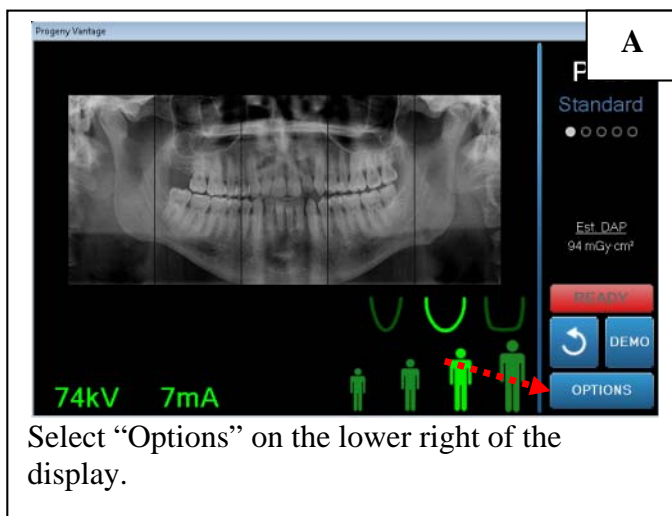 Progeny Vantage
A
Standard
Est. DAP
94 mGy·cm²
READY
DEMO
74kV 7mA
OPTIONS
Select “Options” on the lower right of the
display.